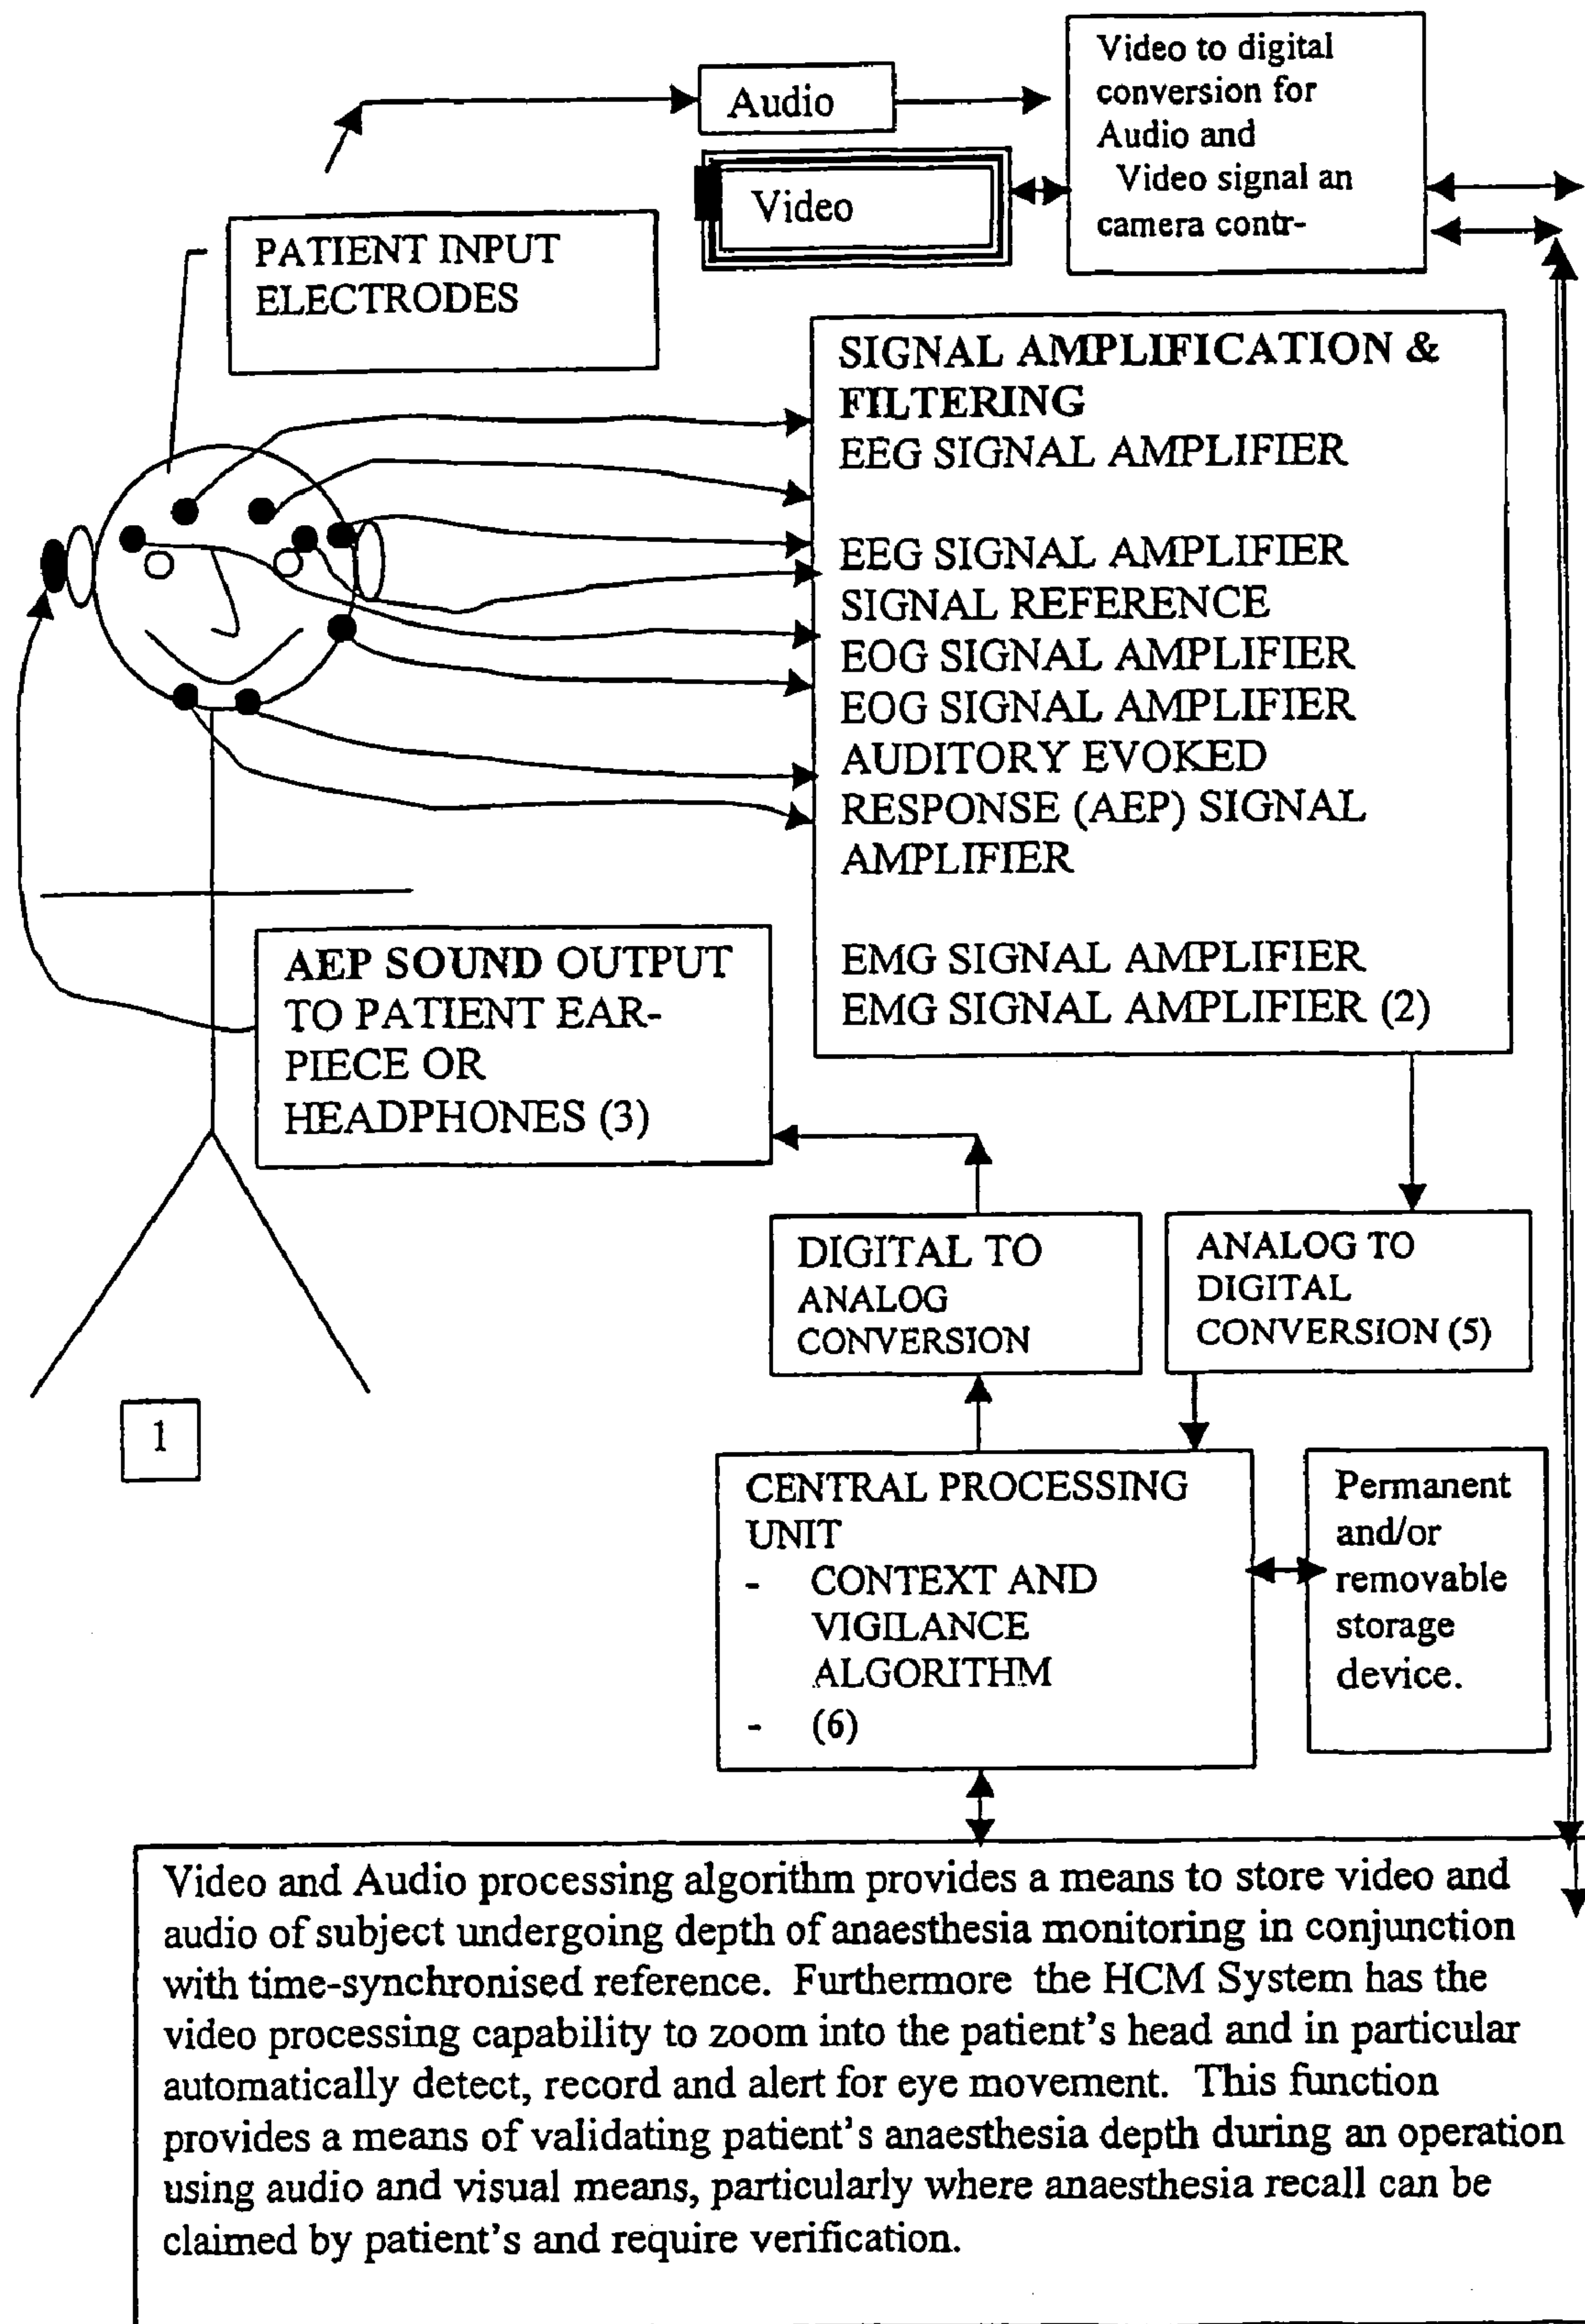 Audio
Video to digital
conversion for
Audio and
Video signal an
camera contr-
Video
PATIENT INPUT
ELECTRODES
SIGNAL AMPLIFICATION &
FILTERING
EEG SIGNAL AMPLIFIER
EEG SIGNAL AMPLIFIER
SIGNAL REFERENCE
EOG SIGNAL AMPLIFIER
EOG SIGNAL AMPLIFIER
AUDITORY EVOKED
RESPONSE (AEP) SIGNAL
AMPLIFIER
EMG SIGNAL AMPLIFIER
EMG SIGNAL AMPLIFIER (2)
AEP SOUND OUTPUT
TO PATIENT EAR-
PIECE OR
HEADPHONES (3)
DIGITAL TO
ANALOG
CONVERSION
ANALOG TO
DIGITAL
CONVERSION (5)
1
CENTRAL PROCESSING
UNIT
- CONTEXT AND
VIGILANCE
ALGORITHM
- (6)
Permanent
and/or
removable
storage
device.
Video and Audio processing algorithm provides a means to store video and
audio of subject undergoing depth of anaesthesia monitoring in conjunction
with time-synchronised reference. Furthermore the HCM System has the
video processing capability to zoom into the patient's head and in particular
automatically detect, record and alert for eye movement. This function
provides a means of validating patient's anaesthesia depth during an operation
using audio and visual means, particularly where anaesthesia recall can be
claimed by patient's and require verification.